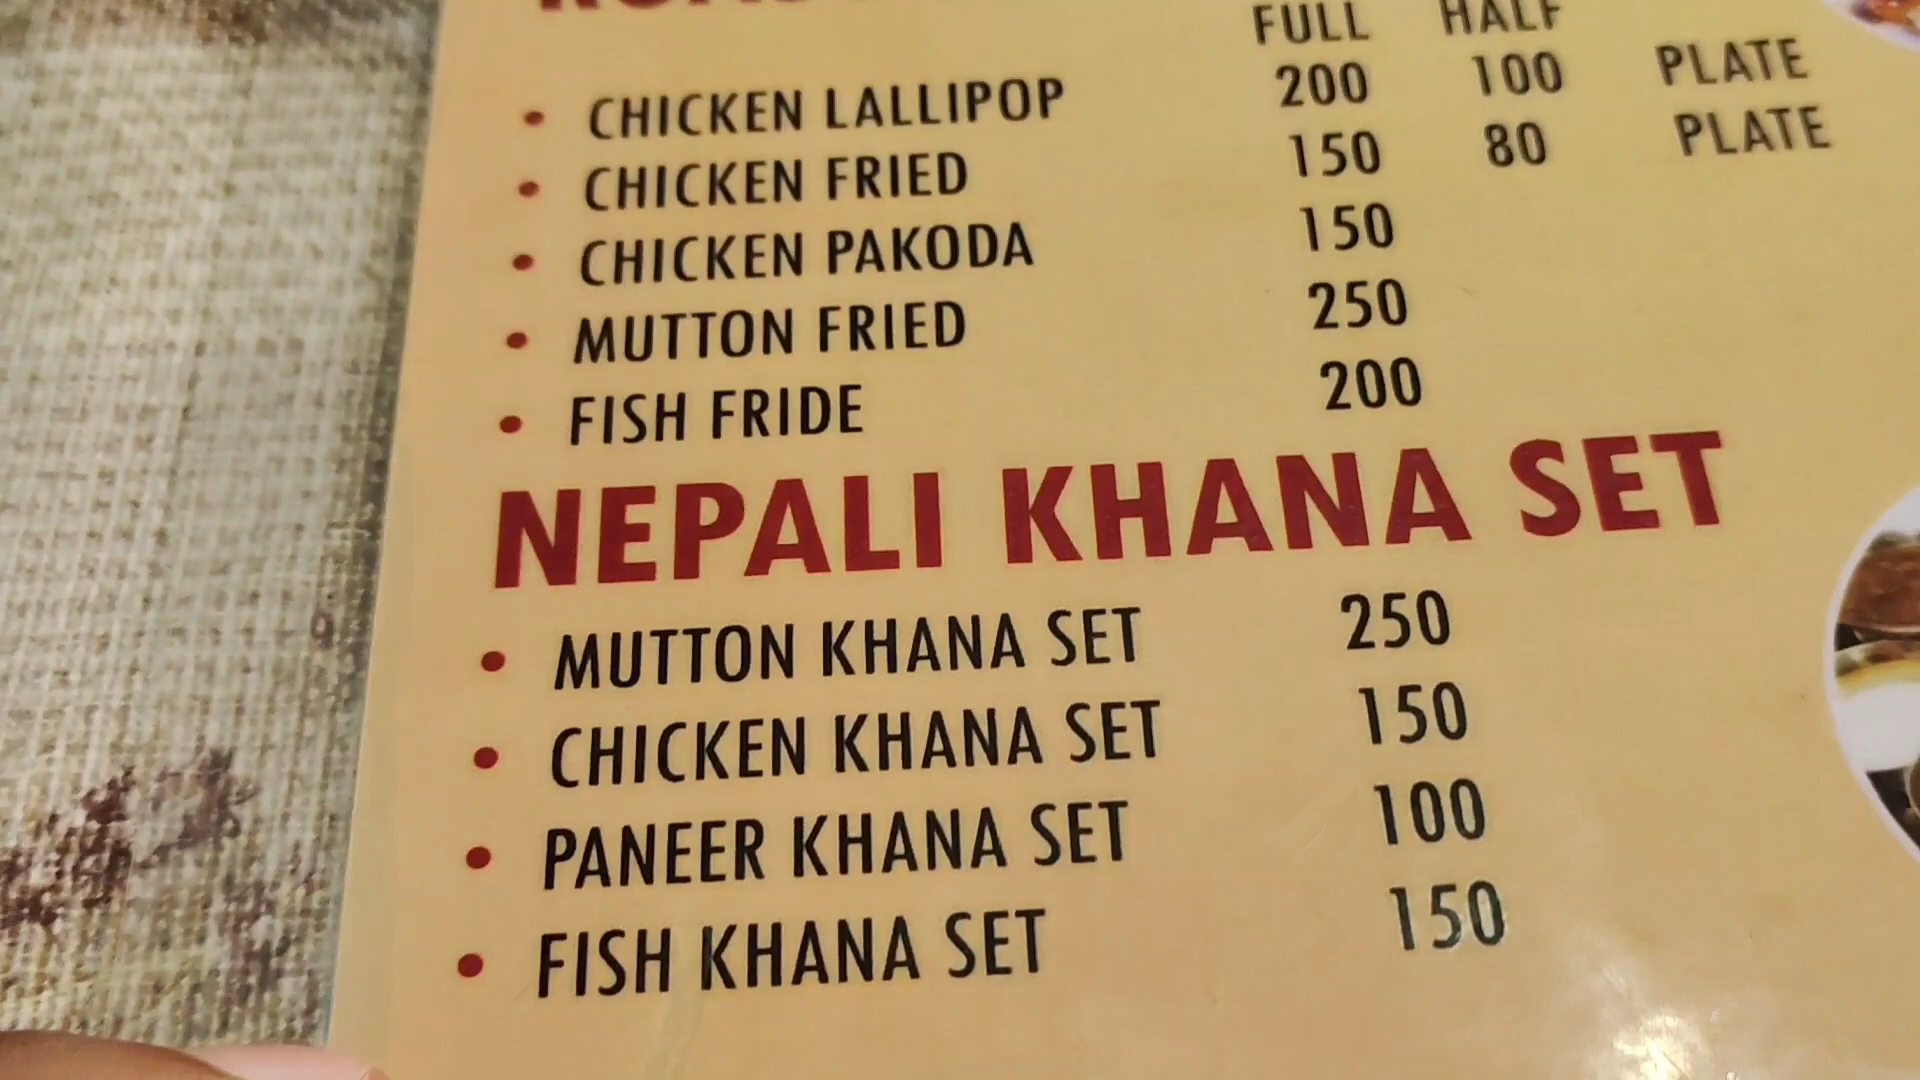 FULL HALF
• CHICKEN LALLIPOP 200 100 PLATE
• CHICKEN FRIED 150 80 PLATE
• CHICKEN PAKODA 150
• MUTTON FRIED 250
• FISH FRIDE 200
NEPALI KHANA SET
• MUTTON KHANA SET 250
• CHICKEN KHANA SET 150
• PANEER KHANA SET 100
• FISH KHANA SET 150